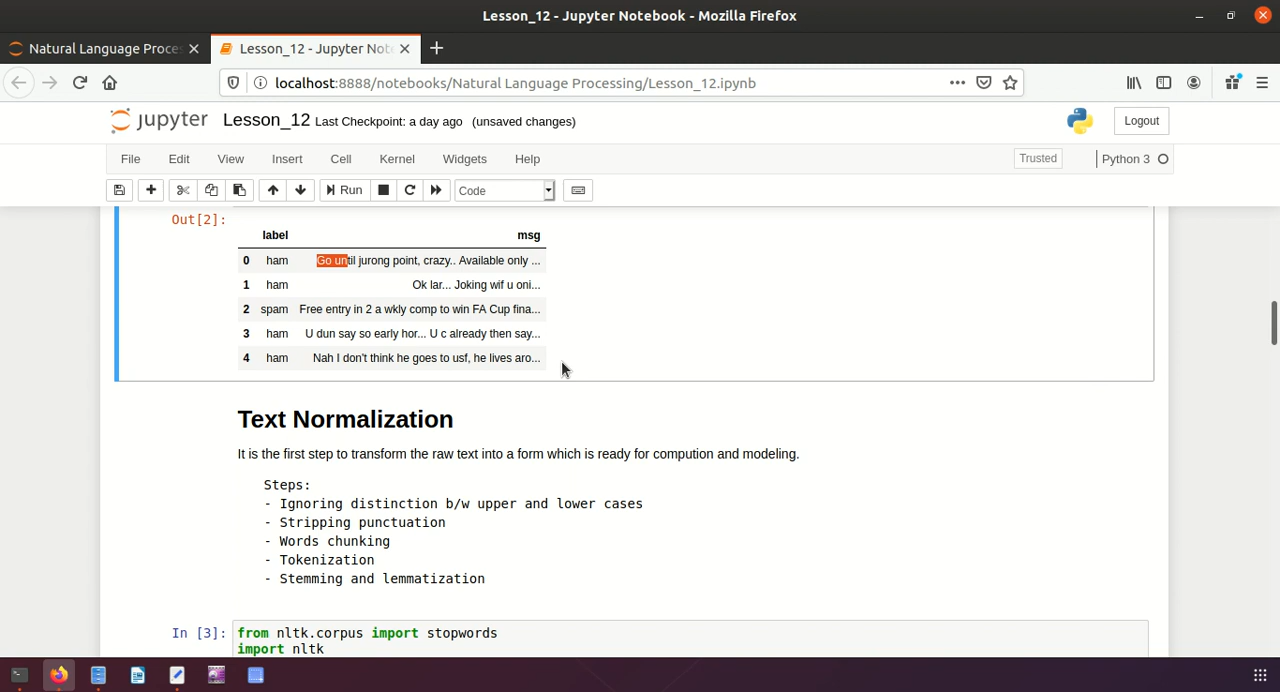 Lesson_12 - Jupyter Notebook - Mozilla Firefox
Natural Language Proces
Lesson_12 - Jupyter Note
localhost:8888/notebooks/Natural Language Processing/Lesson_12.ipynb
jupyter Lesson_12 Last Checkpoint: a day ago (unsaved changes)
Logout
File Edit View Insert Cell Kernel Widgets Help
Trusted
Python 3
Run
Code
Out[2]:
label msg
0 ham Go until jurong point, crazy.. Available only ...
1 ham Ok lar... Joking wif u oni...
2 spam Free entry in 2 a wkly comp to win FA Cup fina...
3 ham U dun say so early hor... U c already then say...
4 ham Nah I don't think he goes to usf, he lives aro...
Text Normalization
It is the first step to transform the raw text into a form which is ready for compution and modeling.
Steps:
- Ignoring distinction b/w upper and lower cases
- Stripping punctuation
- Words chunking
- Tokenization
- Stemming and lemmatization
In [3]: from nltk.corpus import stopwords
import nltk